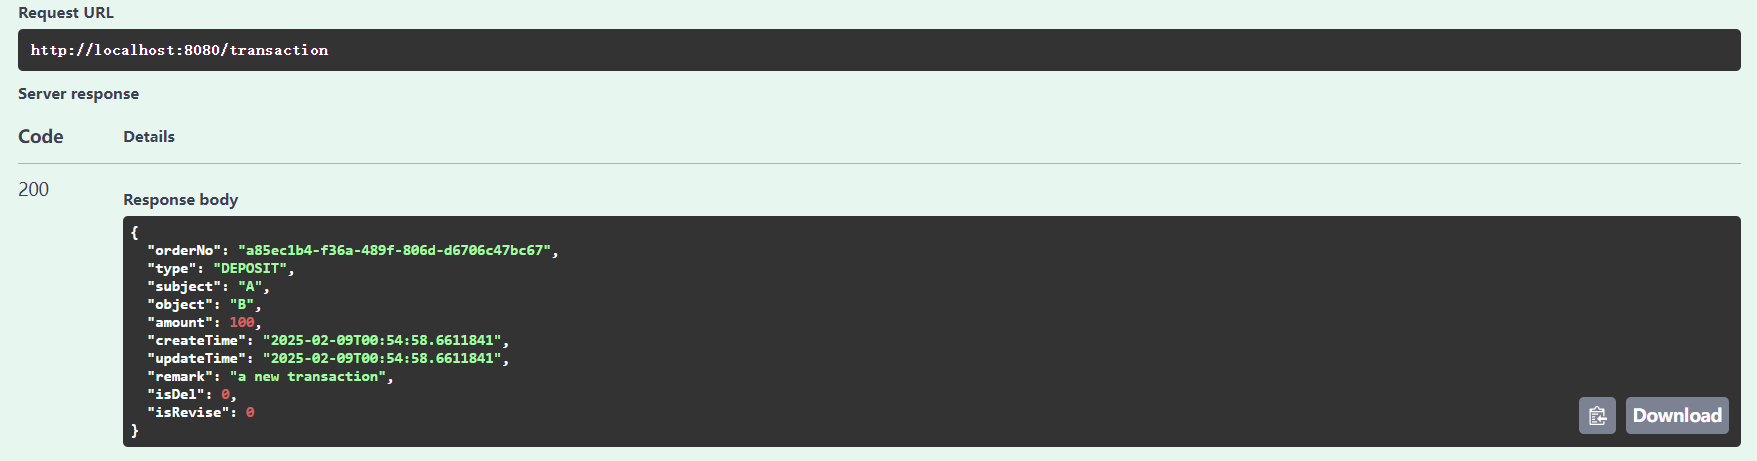 Request URL
http://localhost:8080/transaction
Server response
Code Details
200
Response body
{
  "orderNo": "a85ec1b4-f36a-489f-806d-d6706c47bc67",
  "type": "DEPOSIT",
  "subject": "A",
  "object": "B",
  "amount": 100,
  "createTime": "2025-02-09T00:54:58.6611841",
  "updateTime": "2025-02-09T00:54:58.6611841",
  "remark": "a new transaction",
  "isDel": 0,
  "isRevise": 0
}
Download